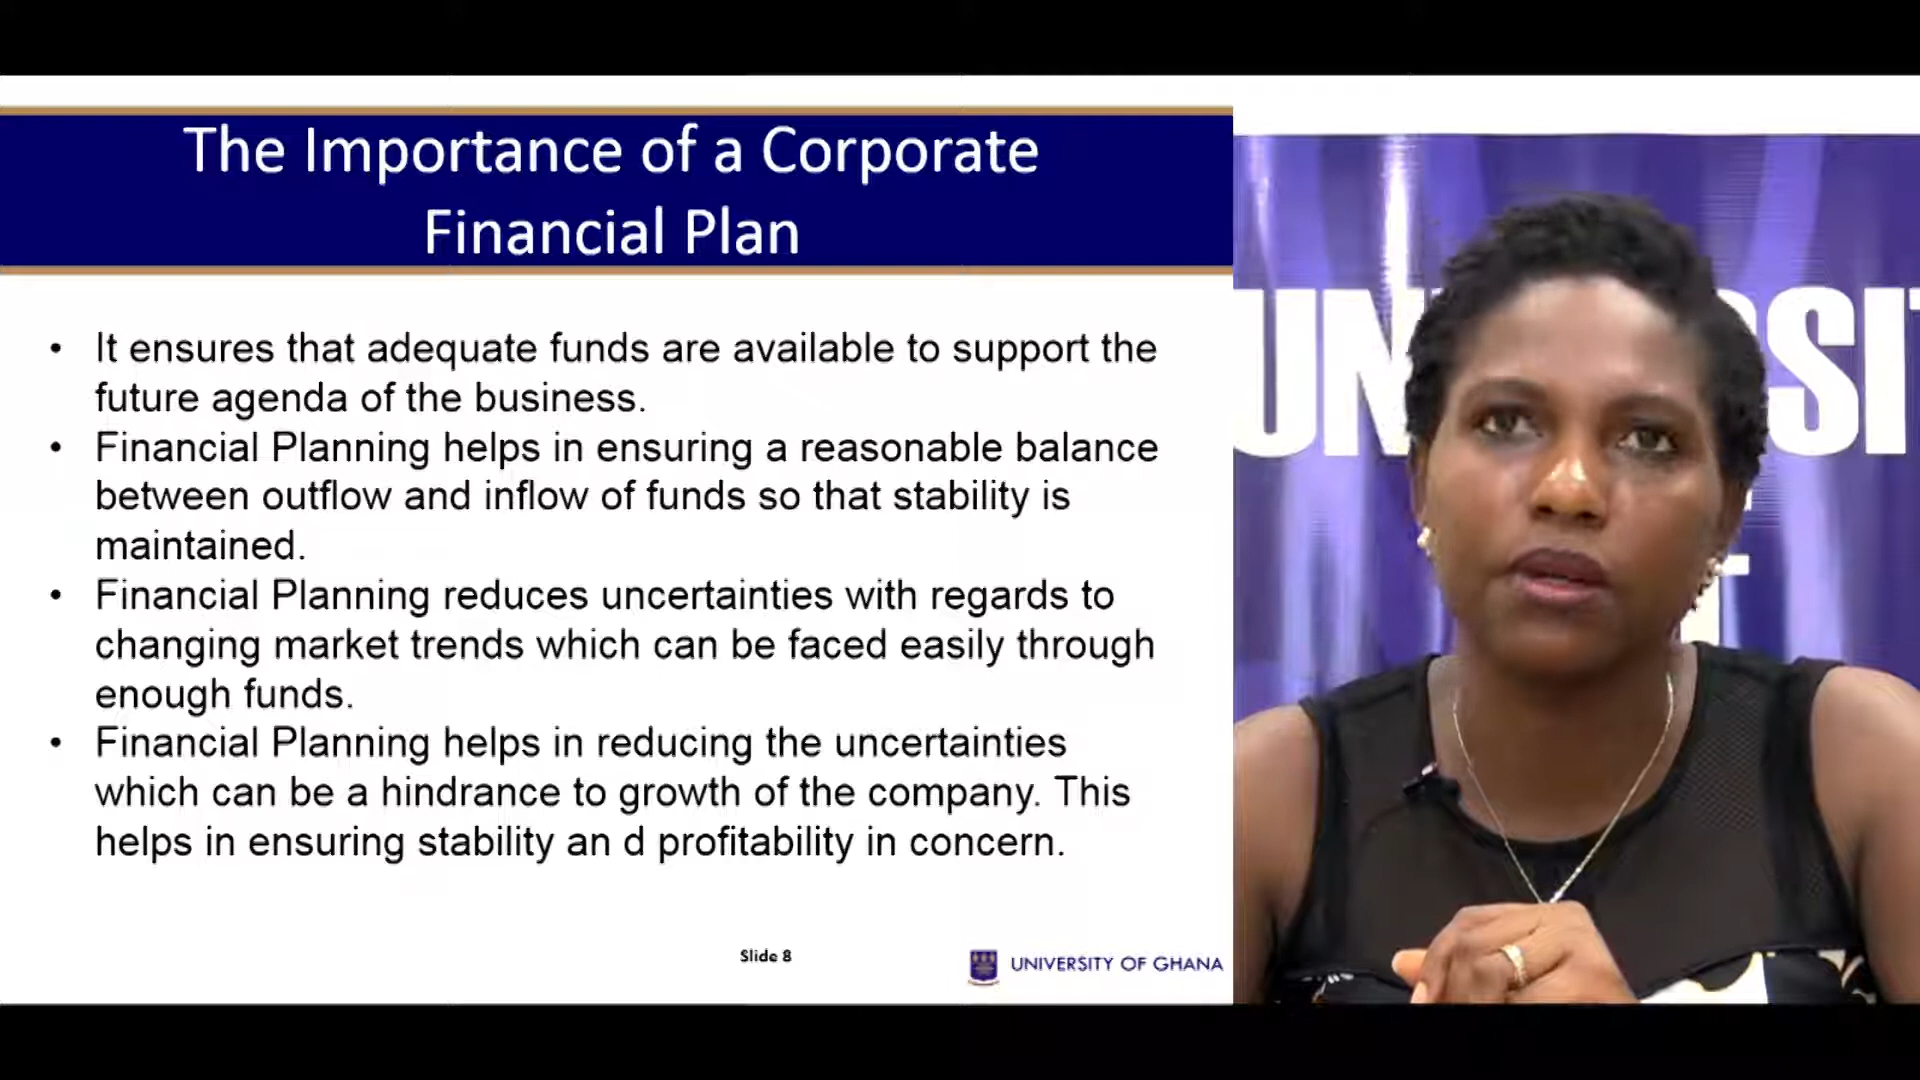 The Importance of a Corporate
Financial Plan
• It ensures that adequate funds are available to support the
future agenda of the business.
• Financial Planning helps in ensuring a reasonable balance
between outflow and inflow of funds so that stability is
maintained.
• Financial Planning reduces uncertainties with regards to
changing market trends which can be faced easily through
enough funds.
• Financial Planning helps in reducing the uncertainties
which can be a hindrance to growth of the company. This
helps in ensuring stability an d profitability in concern.
Slide 8
UNIVERSITY OF GHANA